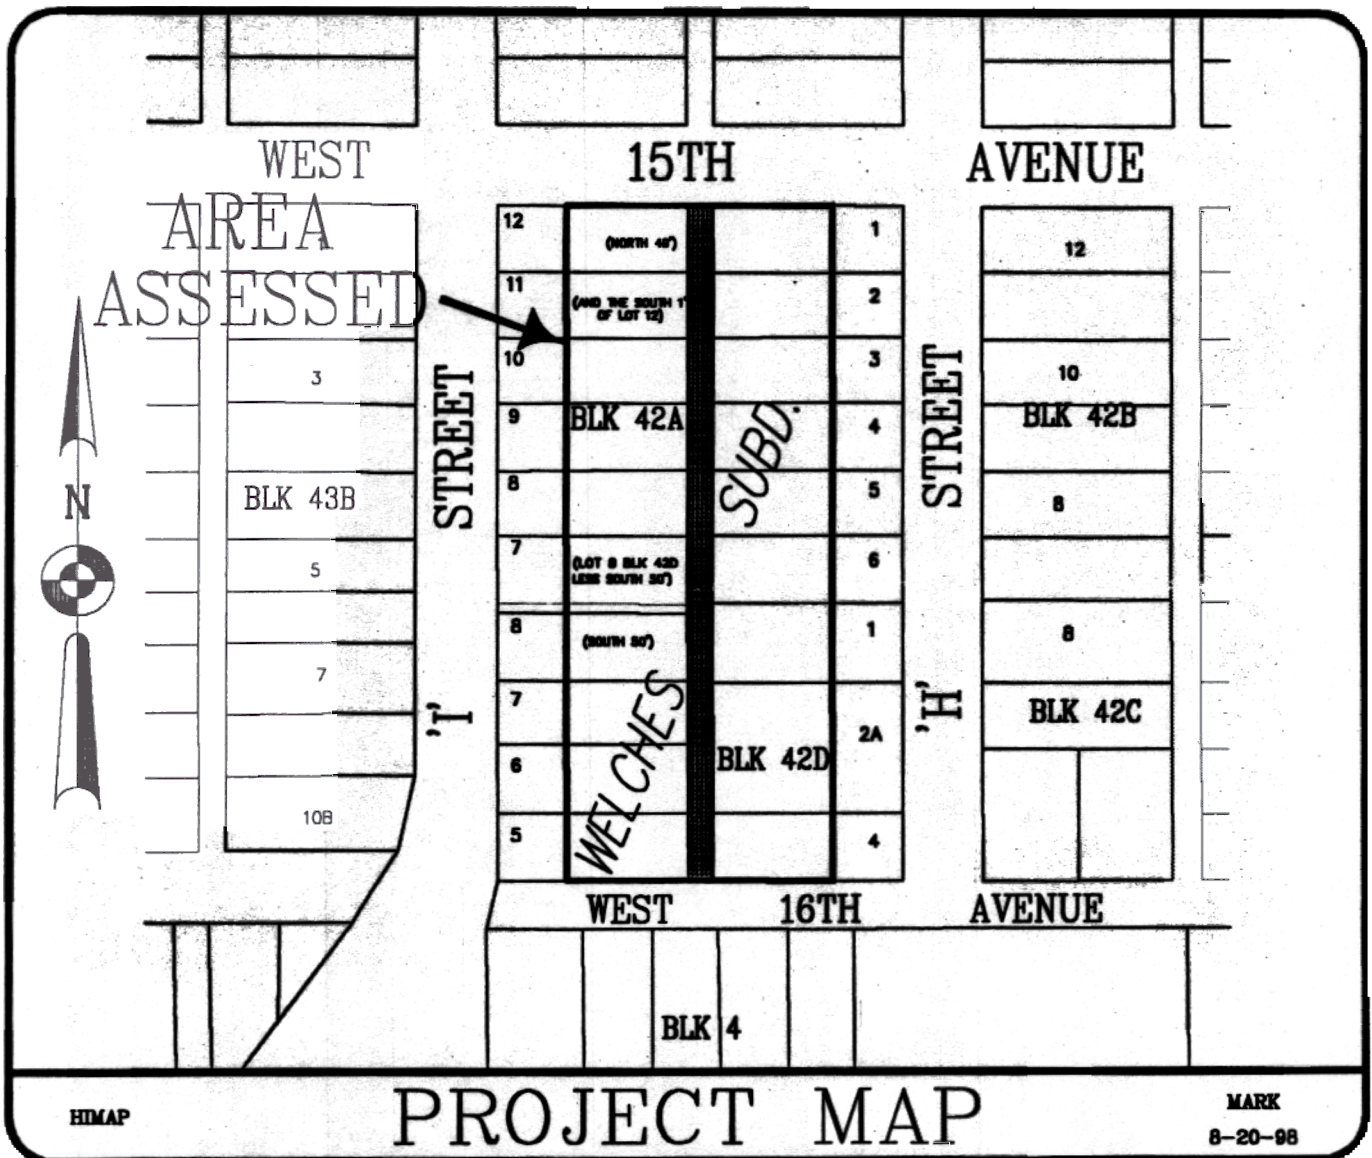 WEST 15TH AVENUE
AREA
ASSESSED
12 (NORTH 49') 1 12
11 (AND THE SOUTH 1' OF LOT 12) 2
10 3 3 10
9 BLK 42A SUBD. 4 BLK 42B
BLK 43B 8 5 8
N
7 (LOT 8 BLK 42D LESS SOUTH 50') 6
5
8 (SOUTH 50') 1 8
7
7 WELCHES
'I' STREET
'H' STREET
2A BLK 42C
6 BLK 42D
10B
5 4
WEST 16TH AVENUE
BLK 4
HIMAP
PROJECT MAP
MARK
8-20-98